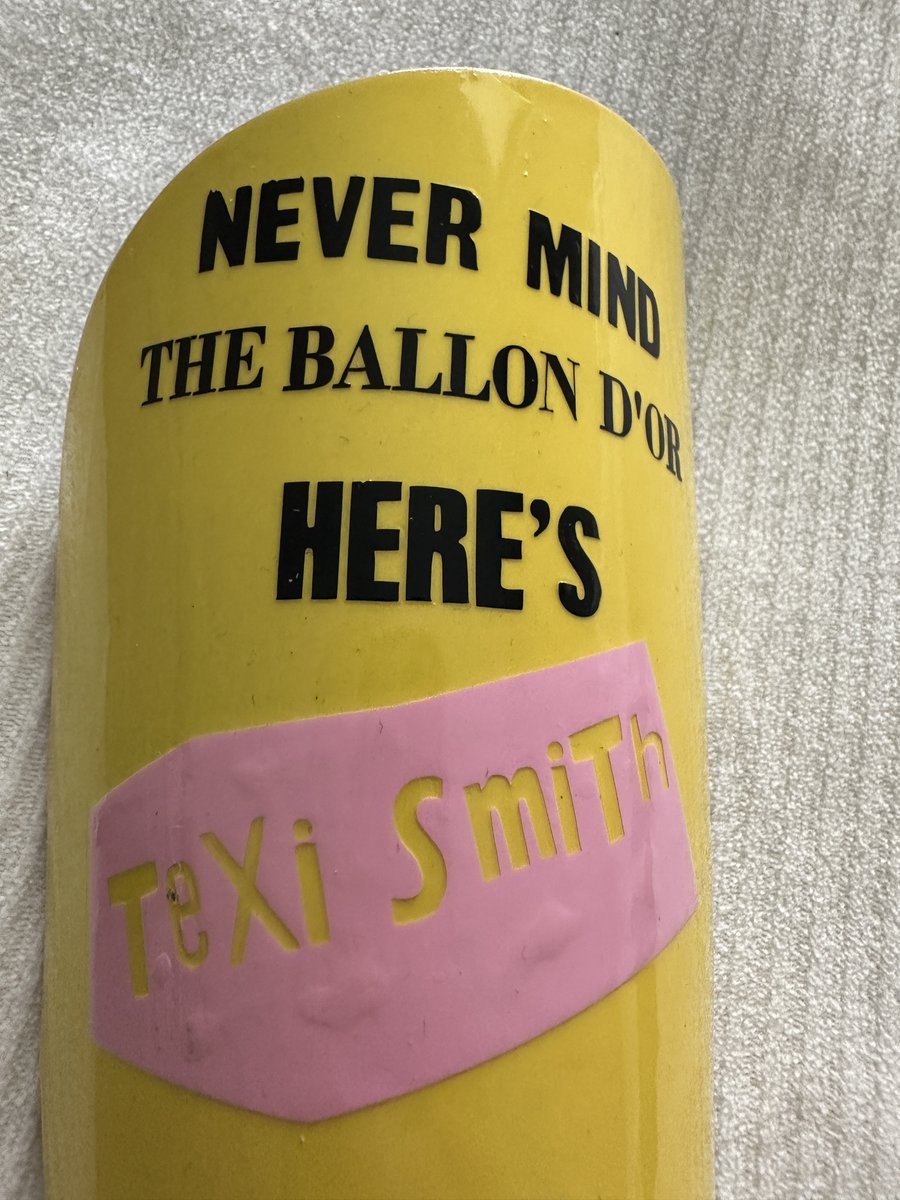 NEVER MIND
THE BALLON D'OR
HERE'S
TeXi SmiTh